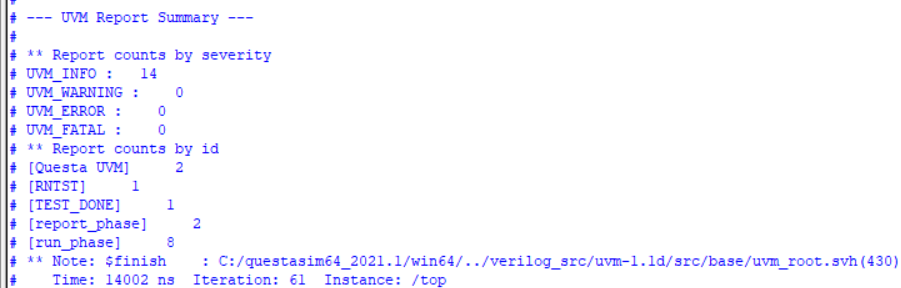 #
# --- UVM Report Summary ---
#
# ** Report counts by severity
# UVM_INFO :   14
# UVM_WARNING :    0
# UVM_ERROR :    0
# UVM_FATAL :    0
# ** Report counts by id
# [Questa UVM]     2
# [RNTST]     1
# [TEST_DONE]     1
# [report_phase]     2
# [run_phase]     8
# ** Note: $finish    : C:/questasim64_2021.1/win64/../verilog_src/uvm-1.1d/src/base/uvm_root.svh(430)
#    Time: 14002 ns  Iteration: 61  Instance: /top